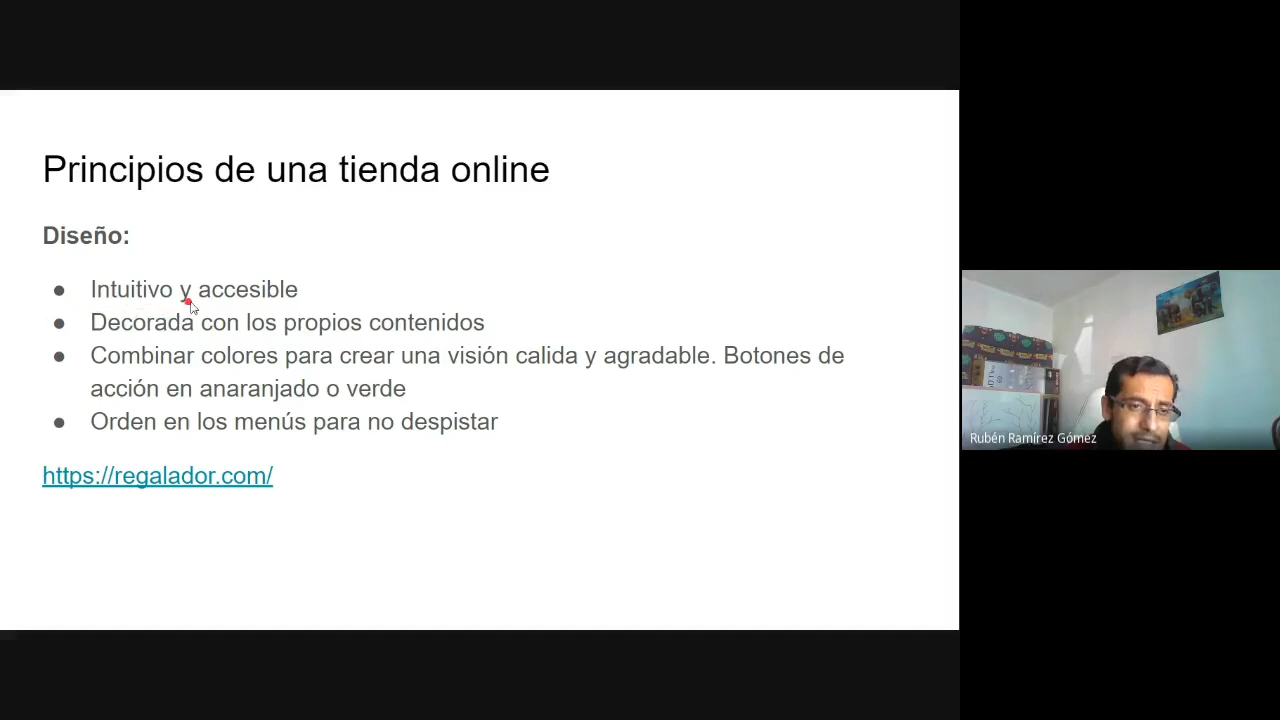 Principios de una tienda online
Diseño:
● Intuitivo y accesible
● Decorada con los propios contenidos
● Combinar colores para crear una visión calida y agradable. Botones de
acción en anaranjado o verde
● Orden en los menús para no despistar
https://regalador.com/
Rubén Ramírez Gómez